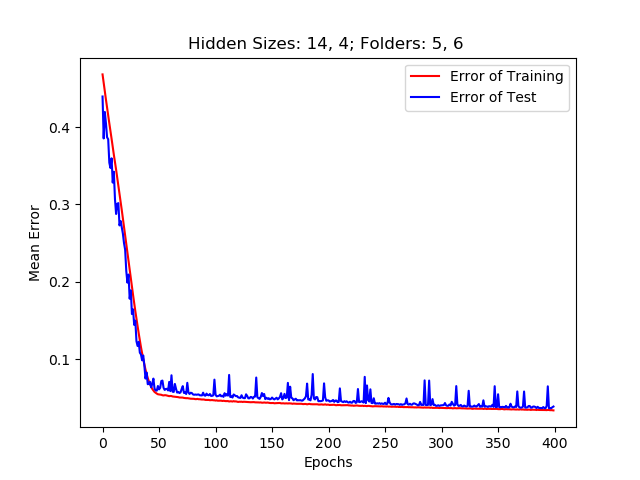 Hidden Sizes: 14, 4; Folders: 5, 6
Error of Training
Error of Test
Mean Error
0.4
0.3
0.2
0.1
0
50
100
150
200
250
300
350
400
Epochs